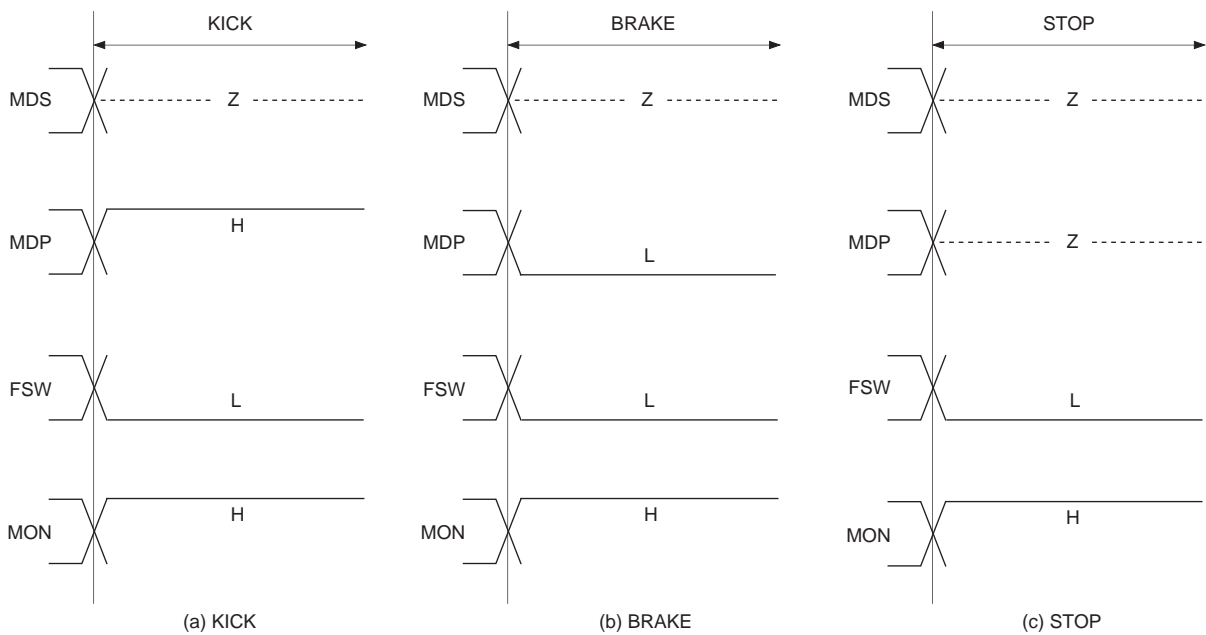 KICK
MDS
Z
MDP
H
FSW
L
MON
H
(a) KICK
BRAKE
MDS
Z
MDP
L
FSW
L
MON
H
(b) BRAKE
STOP
MDS
Z
MDP
Z
FSW
L
MON
H
(c) STOP